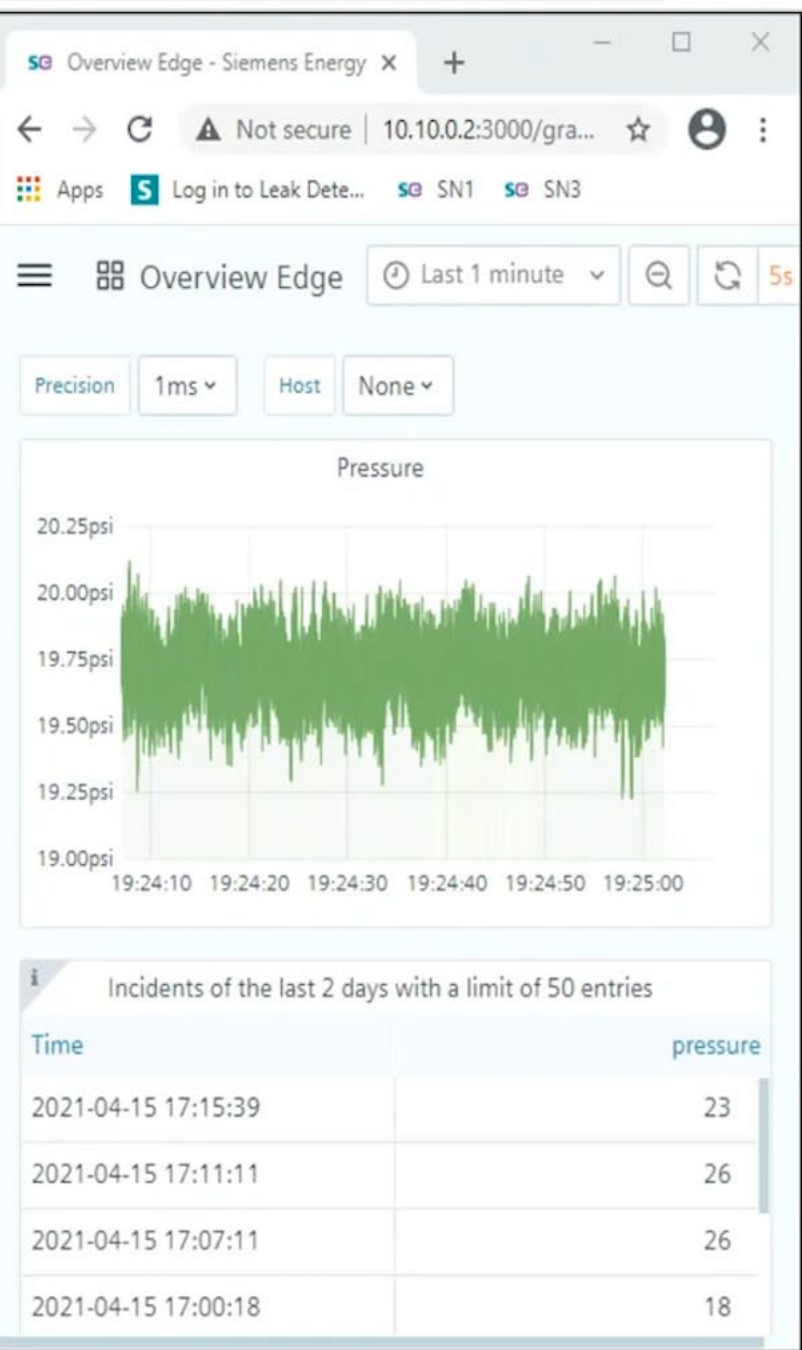 Overview Edge - Siemens Energy
Not secure | 10.10.0.2:3000/gra...
Apps S Log in to Leak Dete... SE SN1 SE SN3
Overview Edge Last 1 minute 5s
Precision 1ms Host None
Pressure
20.25psi
20.00psi
19.75psi
19.50psi
19.25psi
19.00psi
19:24:10 19:24:20 19:24:30 19:24:40 19:24:50 19:25:00
i
Incidents of the last 2 days with a limit of 50 entries
Time pressure
2021-04-15 17:15:39 23
2021-04-15 17:11:11 26
2021-04-15 17:07:11 26
2021-04-15 17:00:18 18